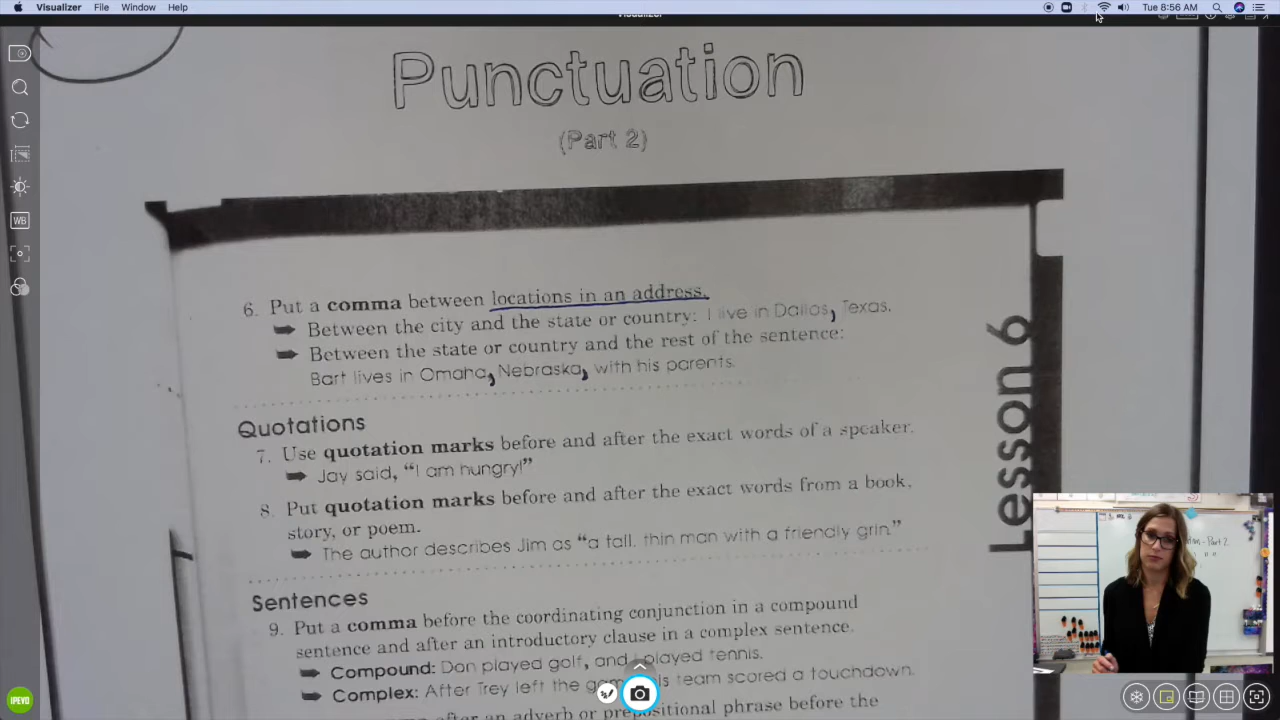 Window
File
Help
Visualizer
Tue 8:56 AM
Punctuation
(Part 2)
6. Put a comma between locations in an address.
Between the city and the state or country: I live in Dallas, Texas.
Between the state or country and the rest of the sentence:
Bart lives in Omaha, Nebraska, with his parents.
Quotations
7. Use quotation marks before and after the exact words of a speaker.
Jay said, “I am hungry!”
8. Put quotation marks before and after the exact words from a book,
story, or poem.
The author describes Jim as “a tall, thin man with a friendly grin.”
Sentences
9. Put a comma before the coordinating conjunction in a compound
sentence and after an introductory clause in a complex sentence.
Compound: Dan played golf, and I played tennis.
Complex: After Trey left the game, his team scored a touchdown.
after an adverb or prepositional phrase before the
Lesson 6
WB
IPEVO
Part 2